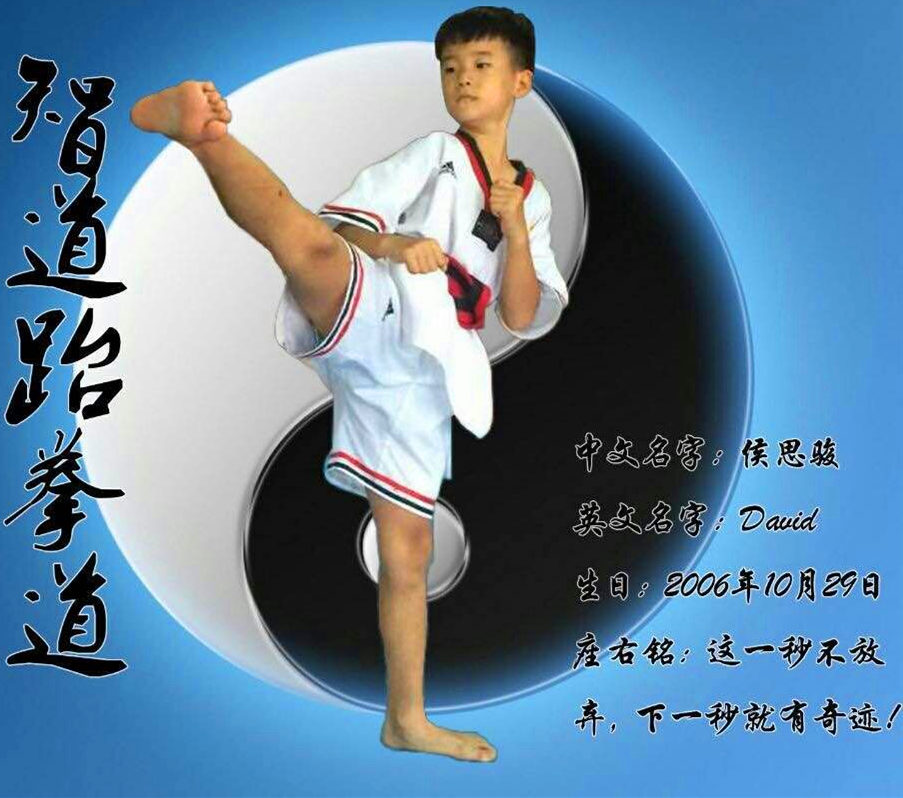 智道跆拳道
中文名字：侯思骏
英文名字：David
生日：2006年10月29日
座右铭：这一秒不放
弃，下一秒就有奇迹！